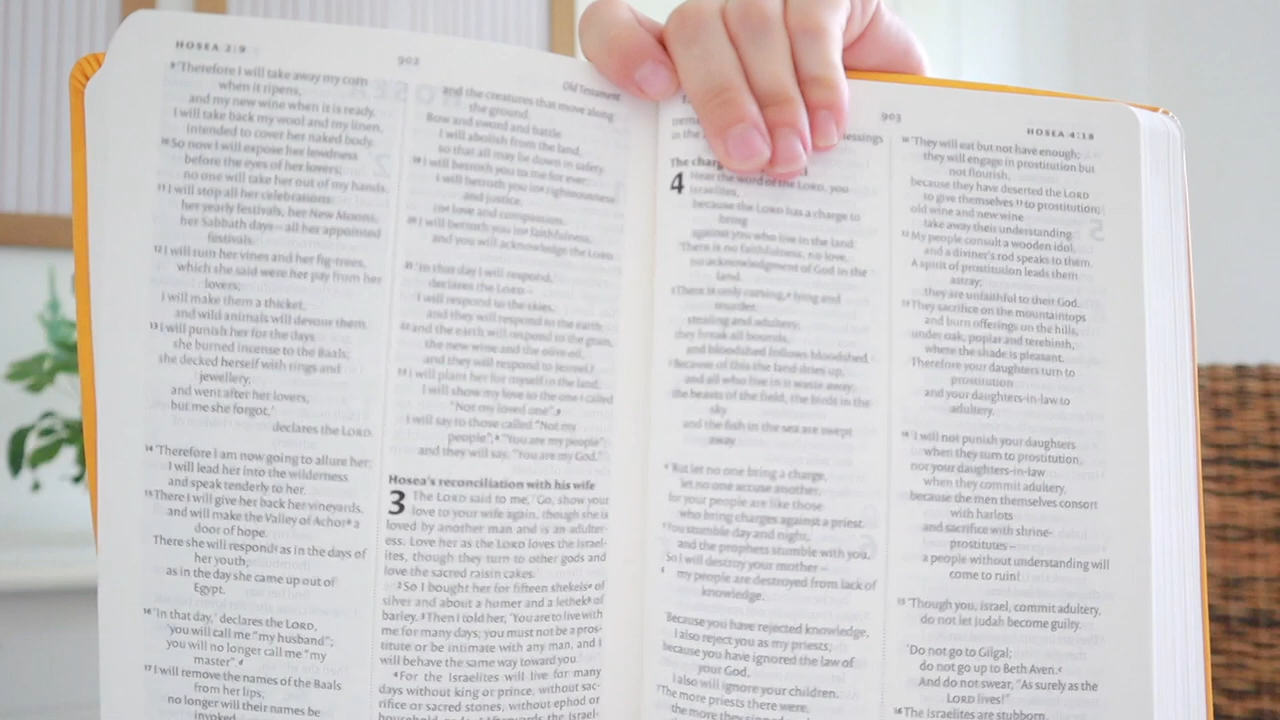 HOSEA 2:9
902
Old Testament
9 'Therefore I will take away my corn
when it ripens,
and my new wine when it is ready.
I will take back my wool and my linen,
intended to cover her naked body.
10 So now I will expose her lewdness
before the eyes of her lovers;
no one will take her out of my hands.
11 I will stop all her celebrations:
her yearly festivals, her New Moons,
her Sabbath days – all her appointed
festivals.
12 I will ruin her vines and her fig-trees,
which she said were her pay from her
lovers;
I will make them a thicket,
and wild animals will devour them.
13 I will punish her for the days
she burned incense to the Baals;
she decked herself with rings and
jewellery,
and went after her lovers,
but me she forgot,'
declares the LORD.
14 'Therefore I am now going to allure her;
I will lead her into the wilderness
and speak tenderly to her.
15 There I will give her back her vineyards,
and will make the Valley of Achor a
door of hope.
There she will respond as in the days of
her youth,
as in the day she came up out of
Egypt.
16 'In that day,' declares the LORD,
'you will call me "my husband";
you will no longer call me "my
master".d
17 I will remove the names of the Baals
from her lips;
no longer will their names be
invoked.
and the creatures that move along
the ground.
Bow and sword and battle
I will abolish from the land,
so that all may lie down in safety.
19 I will betroth you to me for ever;
I will betroth you in righteousness
and justice,
in love and compassion.
20 I will betroth you in faithfulness,
and you will acknowledge the LORD.
21 'In that day I will respond,'
declares the LORD –
'I will respond to the skies,
and they will respond to the earth;
22 and the earth will respond to the grain,
the new wine and the olive oil,
and they will respond to Jezreel.
23 I will plant her for myself in the land;
I will show my love to the one I called
"Not my loved one".
I will say to those called "Not my
people", "You are my people";
and they will say, "You are my God."'
Hosea's reconciliation with his wife
3 The LORD said to me, 'Go, show your
love to your wife again, though she is
loved by another man and is an adulter-
ess. Love her as the LORD loves the Israel-
ites, though they turn to other gods and
love the sacred raisin cakes.'
2 So I bought her for fifteen shekels of
silver and about a homer and a lethek of
barley. 3 Then I told her, 'You are to live with
me for many days; you must not be a pros-
titute or be intimate with any man, and I
will behave the same way toward you.'
4 For the Israelites will live for many
days without king or prince, without sac-
rifice or sacred stones, without ephod or
household gods. 5 Afterwards the Israel-
903
HOSEA 4:18
in the
lessings
The charg
4 Hear the word of the LORD, you
Israelites,
because the LORD has a charge to
bring
against you who live in the land:
'There is no faithfulness, no love,
no acknowledgment of God in the
land.
2 There is only cursing, lying and
murder,
stealing and adultery;
they break all bounds,
and bloodshed follows bloodshed.
3 Because of this the land dries up,
and all who live in it waste away;
the beasts of the field, the birds in the
sky
and the fish in the sea are swept
away.
4 'But let no one bring a charge,
let no one accuse another,
for your people are like those
who bring charges against a priest.
5 You stumble day and night,
and the prophets stumble with you.
So I will destroy your mother –
6 my people are destroyed from lack of
knowledge.
'Because you have rejected knowledge,
I also reject you as my priests;
because you have ignored the law of
your God,
I also will ignore your children.
7 The more priests there were,
the more they sinned
10 'They will eat but not have enough;
they will engage in prostitution but
not flourish,
because they have deserted the LORD
to give themselves 11 to prostitution;
old wine and new wine
take away their understanding.
12 My people consult a wooden idol,
and a diviner's rod speaks to them.
A spirit of prostitution leads them
astray;
they are unfaithful to their God.
13 They sacrifice on the mountaintops
and burn offerings on the hills,
under oak, poplar and terebinth,
where the shade is pleasant.
Therefore your daughters turn to
prostitution
and your daughters-in-law to
adultery.
14 'I will not punish your daughters
when they turn to prostitution,
nor your daughters-in-law
when they commit adultery,
because the men themselves consort
with harlots
and sacrifice with shrine-
prostitutes –
a people without understanding will
come to ruin!
15 'Though you, Israel, commit adultery,
do not let Judah become guilty.
'Do not go to Gilgal;
do not go up to Beth Aven.
And do not swear, "As surely as the
LORD lives!"
16 The Israelites are stubborn,